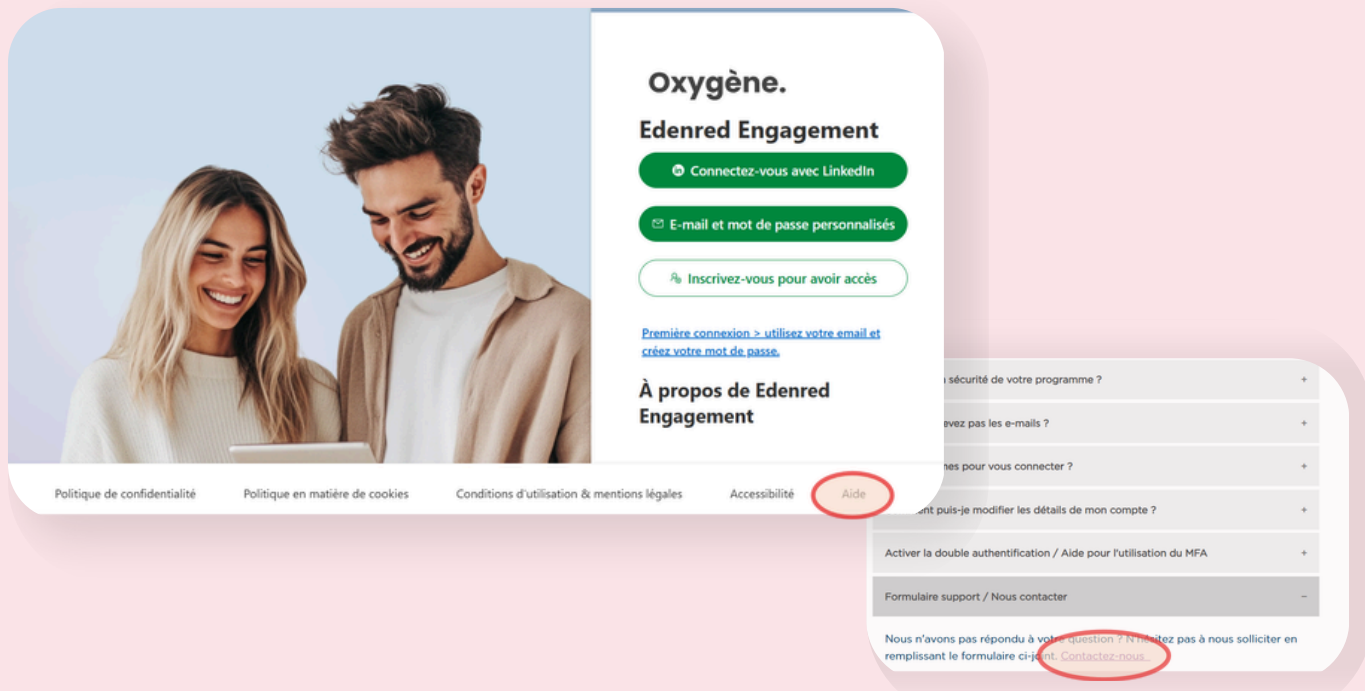 Oxygène.
Edenred Engagement
Connectez-vous avec LinkedIn
E-mail et mot de passe personnalisés
Inscrivez-vous pour avoir accès
Première connexion > utilisez votre email et
créez votre mot de passe.
À propos de Edenred
Engagement
Politique de confidentialité
Politique en matière de cookies
Conditions d'utilisation & mentions légales
Accessibilité
Aide
sécurité de votre programme ?
+
pas les e-mails ?
+
pour vous connecter ?
+
puis-je modifier les détails de mon compte ?
+
Activer la double authentification / Aide pour l'utilisation du MFA
+
Formulaire support / Nous contacter
−
Nous n'avons pas répondu à votre question ? N'hésitez pas à nous solliciter en
remplissant le formulaire ci-joint. Contactez-nous